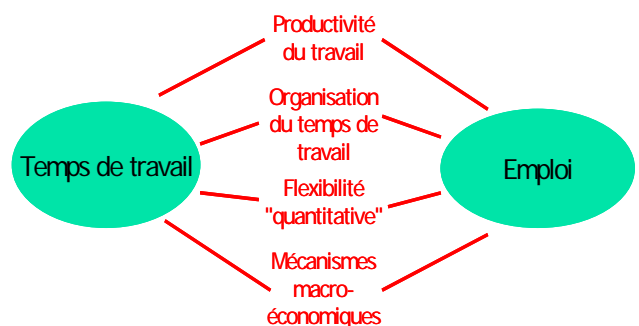 Productivité
du travail
Organisation
du temps de
travail
Temps de travail
Emploi
Flexibilité
"quantitative"
Mécanismes
macro-
économiques